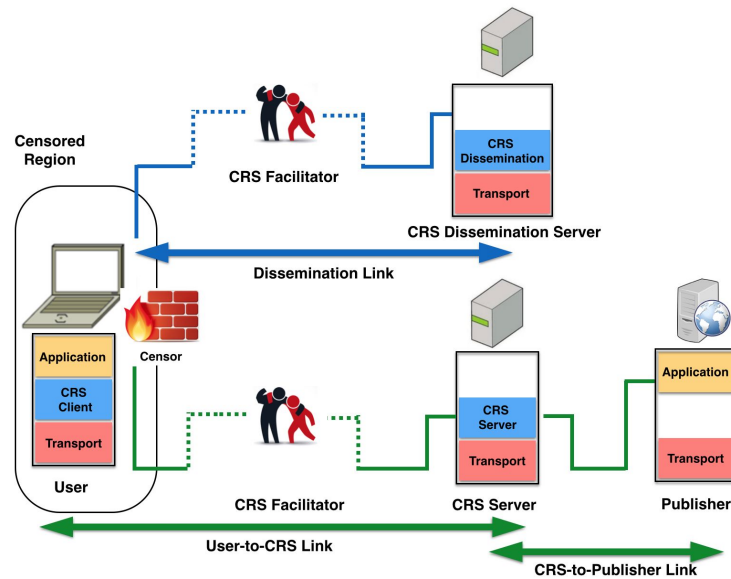 Censored
Region
CRS Facilitator
CRS
Dissemination
Transport
CRS Dissemination Server
Dissemination Link
Censor
Application
CRS
Client
Transport
User
CRS Facilitator
CRS
Server
Transport
CRS Server
Application
Transport
Publisher
User-to-CRS Link
CRS-to-Publisher Link